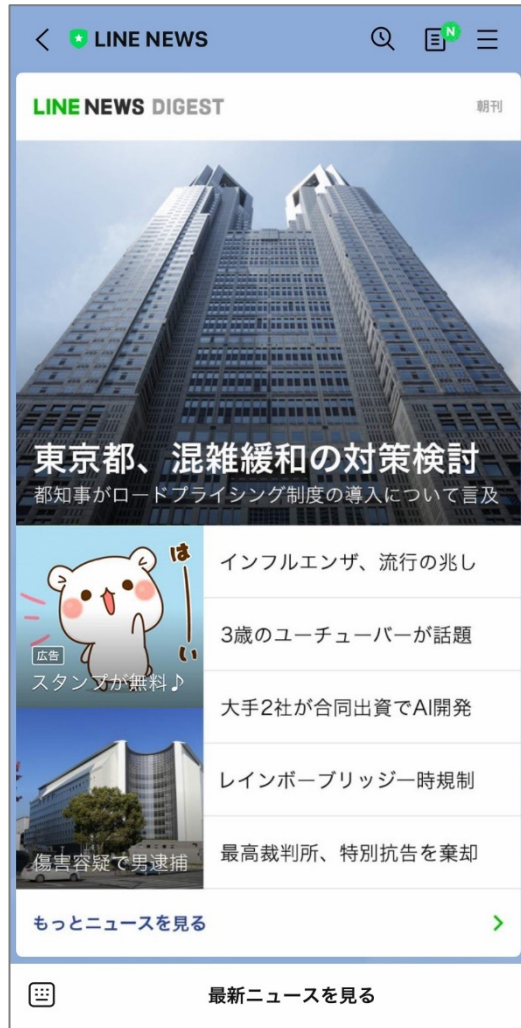 LINE NEWS
N
LINE NEWS DIGEST
朝刊
東京都、混雑緩和の対策検討
都知事がロードプライシング制度の導入について言及
はーい
広告
スタンプが無料♪
傷害容疑で男逮捕
インフルエンザ、流行の兆し
3歳のユーチューバーが話題
大手2社が合同出資でAI開発
レインボーブリッジ一時規制
最高裁判所、特別抗告を棄却
もっとニュースを見る
最新ニュースを見る